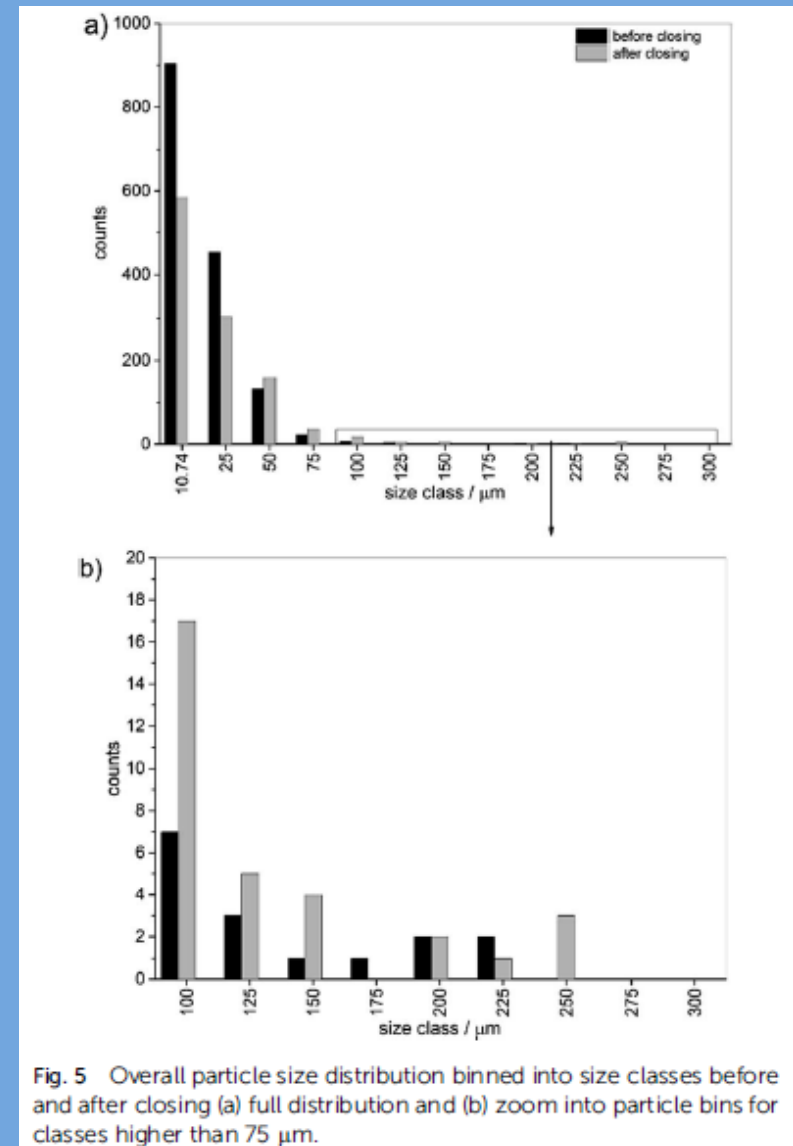 a)
1000
800
600
400
200
0
counts
before closing
after closing
10.74 25 50 75 100 125 150 175 200 225 250 275 300
size class / μm
b)
20
18
16
14
12
10
8
6
4
2
0
counts
100 125 150 175 200 225 250 275 300
size class / μm
Fig. 5 Overall particle size distribution binned into size classes before
and after closing (a) full distribution and (b) zoom into particle bins for
classes higher than 75 μm.